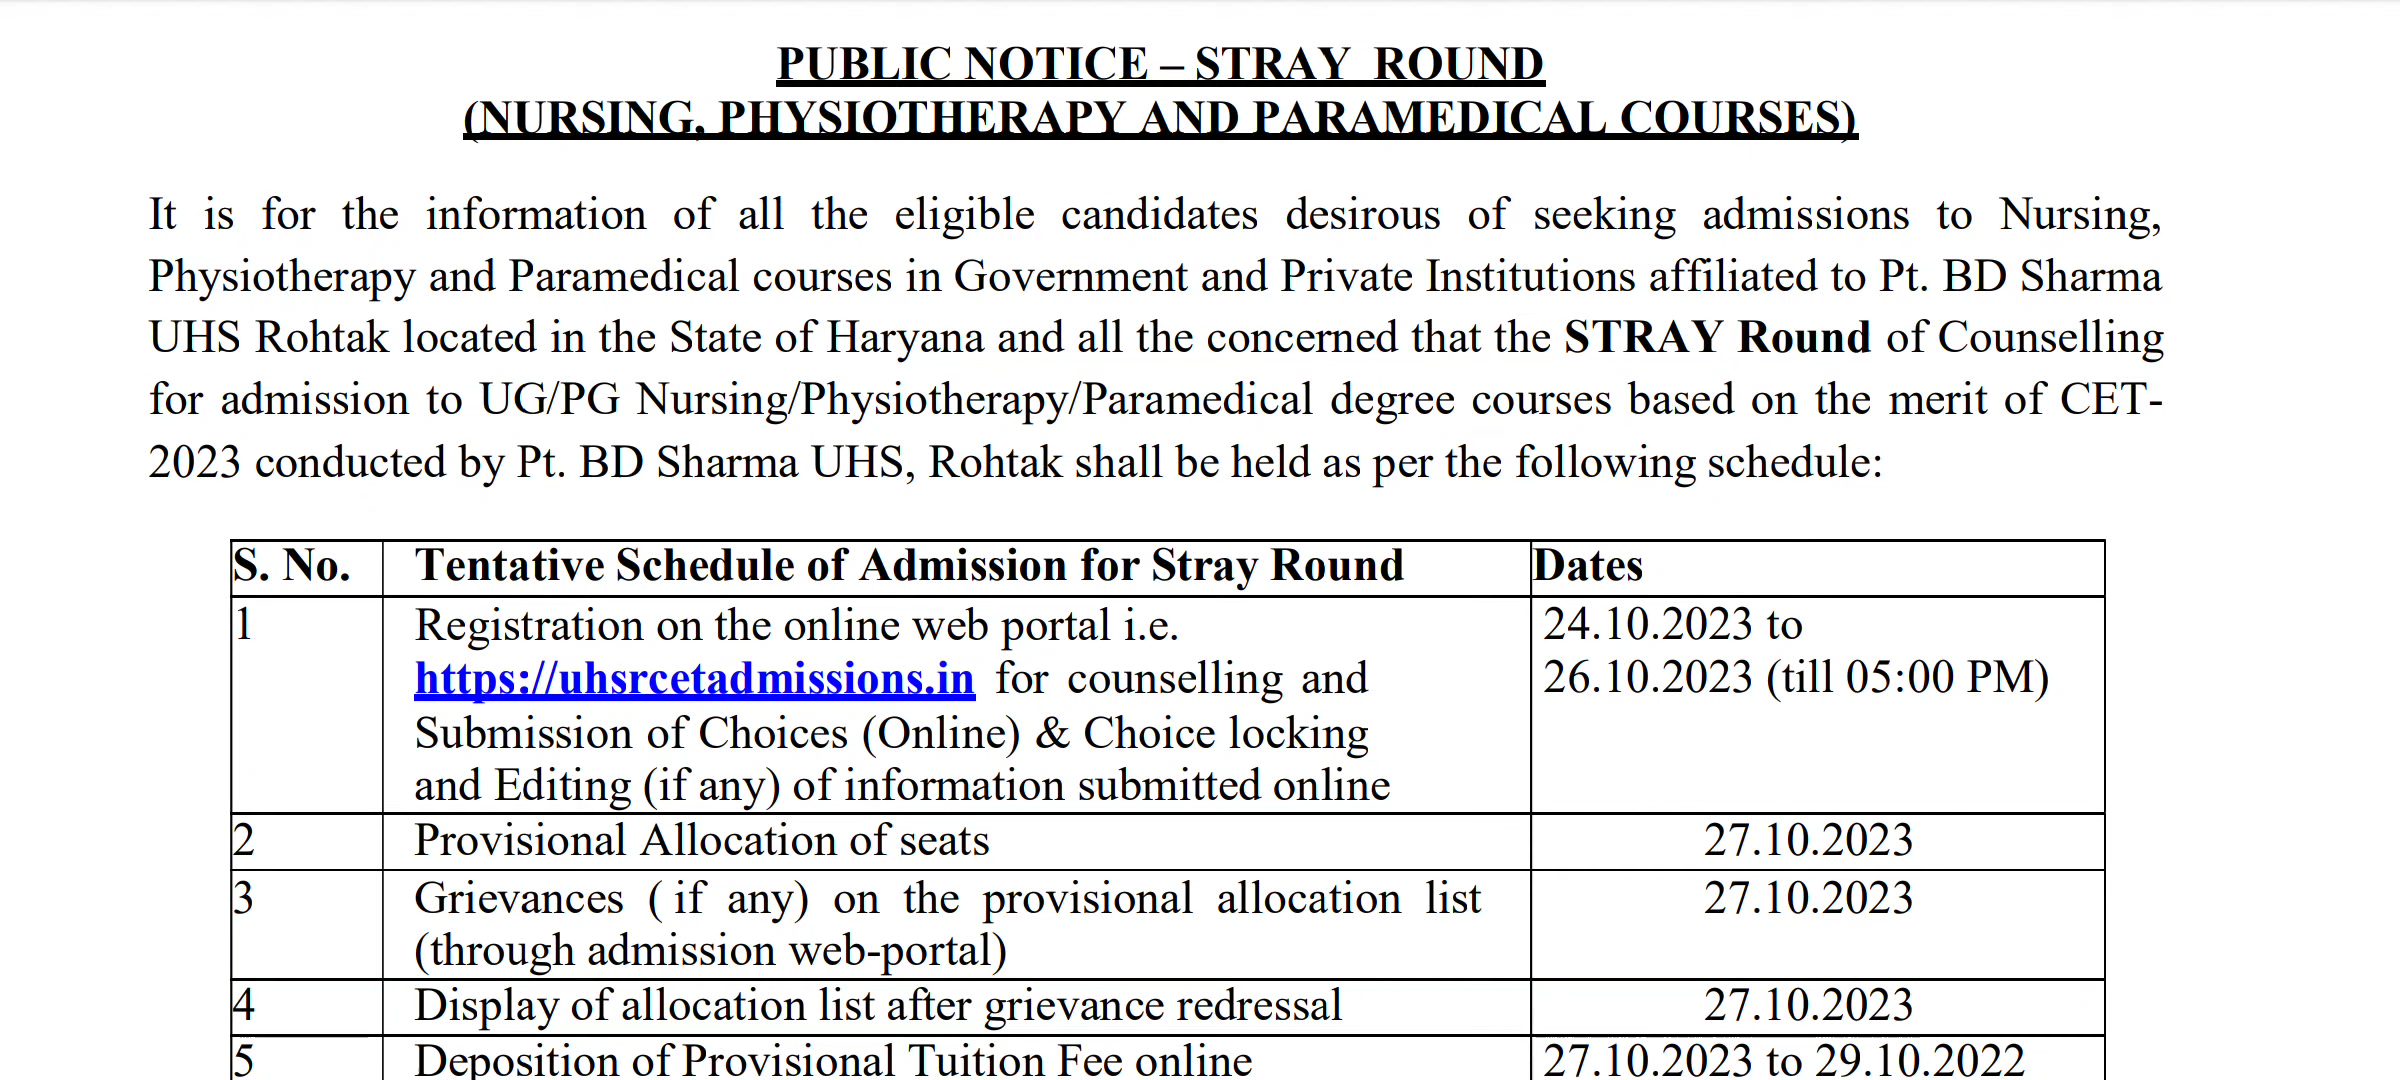 PUBLIC NOTICE – STRAY ROUND
(NURSING, PHYSIOTHERAPY AND PARAMEDICAL COURSES)
It is for the information of all the eligible candidates desirous of seeking admissions to Nursing,
Physiotherapy and Paramedical courses in Government and Private Institutions affiliated to Pt. BD Sharma
UHS Rohtak located in the State of Haryana and all the concerned that the STRAY Round of Counselling
for admission to UG/PG Nursing/Physiotherapy/Paramedical degree courses based on the merit of CET-
2023 conducted by Pt. BD Sharma UHS, Rohtak shall be held as per the following schedule:
S. No. Tentative Schedule of Admission for Stray Round Dates
1 Registration on the online web portal i.e. 24.10.2023 to
https://uhsrcetadmissions.in for counselling and 26.10.2023 (till 05:00 PM)
Submission of Choices (Online) & Choice locking
and Editing (if any) of information submitted online
2 Provisional Allocation of seats 27.10.2023
3 Grievances ( if any) on the provisional allocation list 27.10.2023
(through admission web-portal)
4 Display of allocation list after grievance redressal 27.10.2023
5 Deposition of Provisional Tuition Fee online 27.10.2023 to 29.10.2022